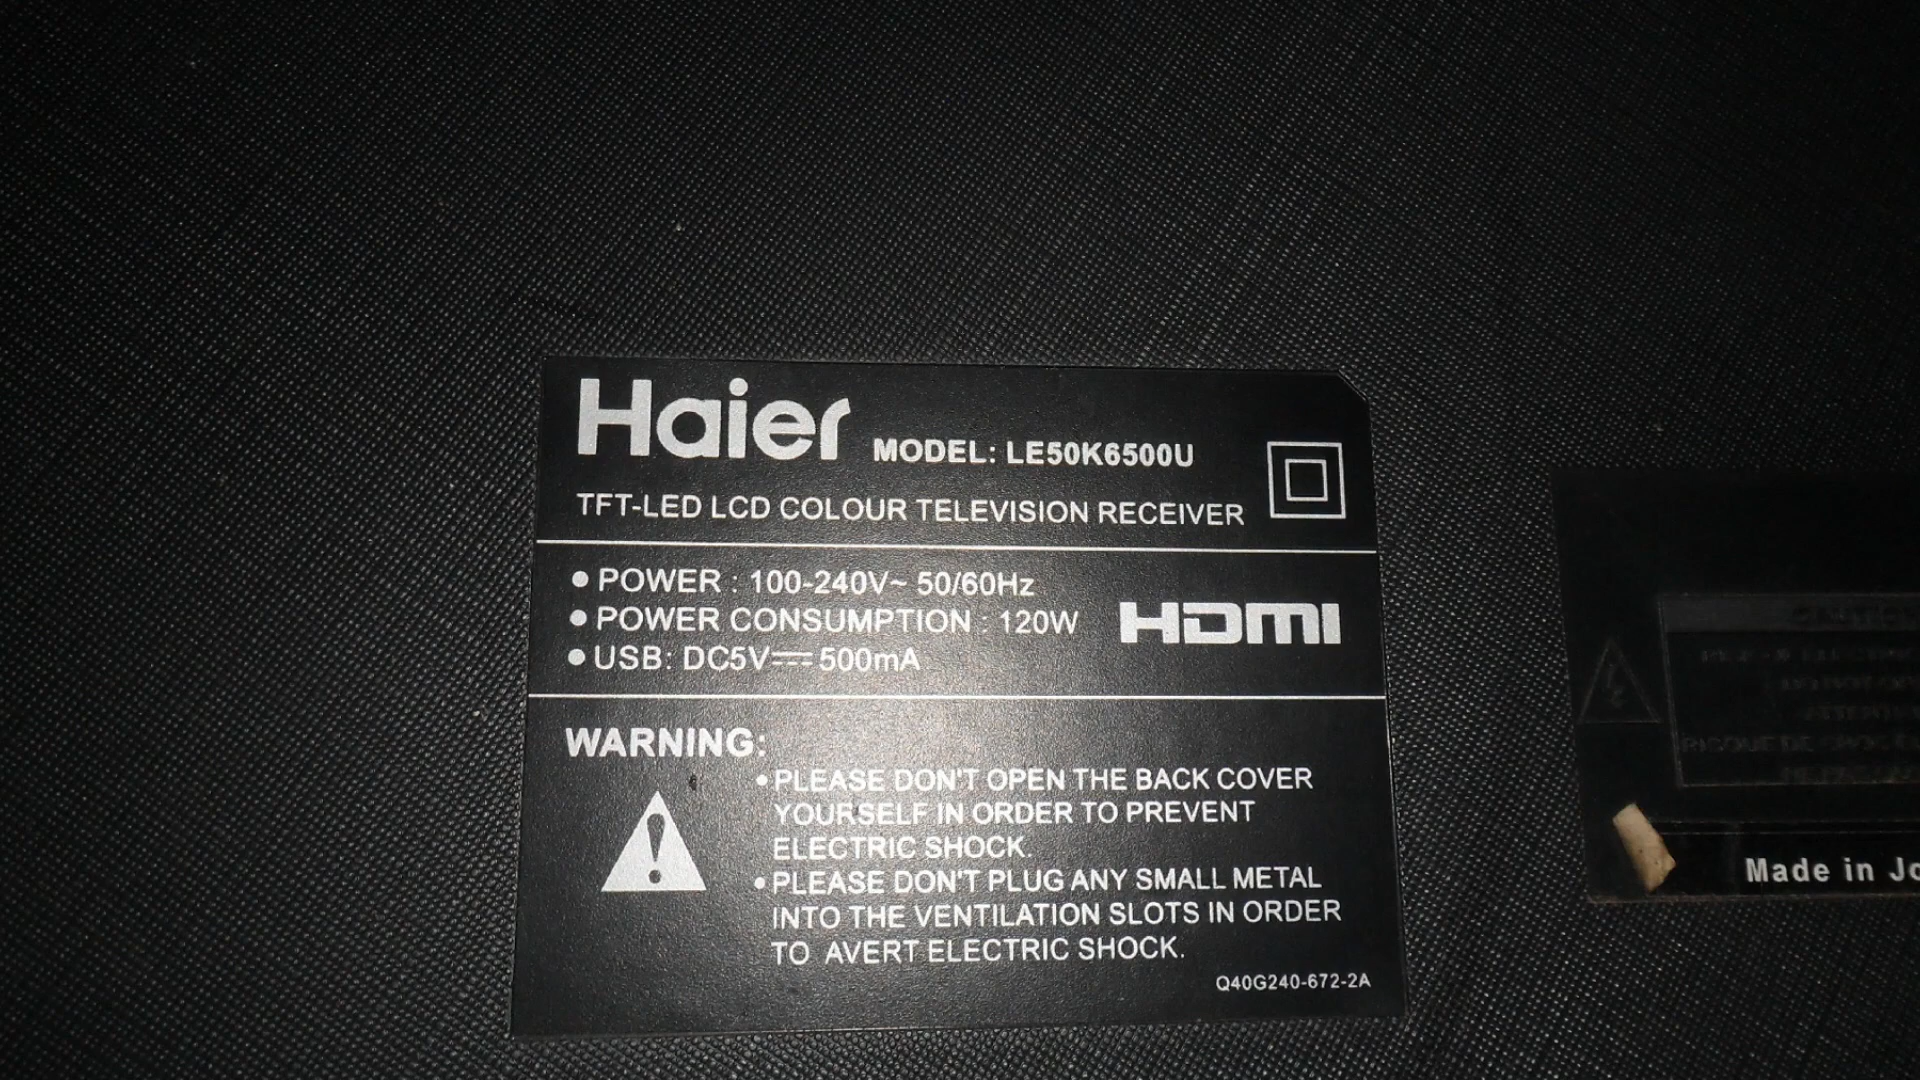 Haier MODEL: LE50K6500U
TFT-LED LCD COLOUR TELEVISION RECEIVER
● POWER : 100-240V~ 50/60Hz
● POWER CONSUMPTION : 120W
● USB: DC5V⎓ 500mA
HDMI
WARNING:
•PLEASE DON'T OPEN THE BACK COVER
YOURSELF IN ORDER TO PREVENT
ELECTRIC SHOCK.
•PLEASE DON'T PLUG ANY SMALL METAL
INTO THE VENTILATION SLOTS IN ORDER
TO AVERT ELECTRIC SHOCK.
Q40G240-672-2A
Made in Jo